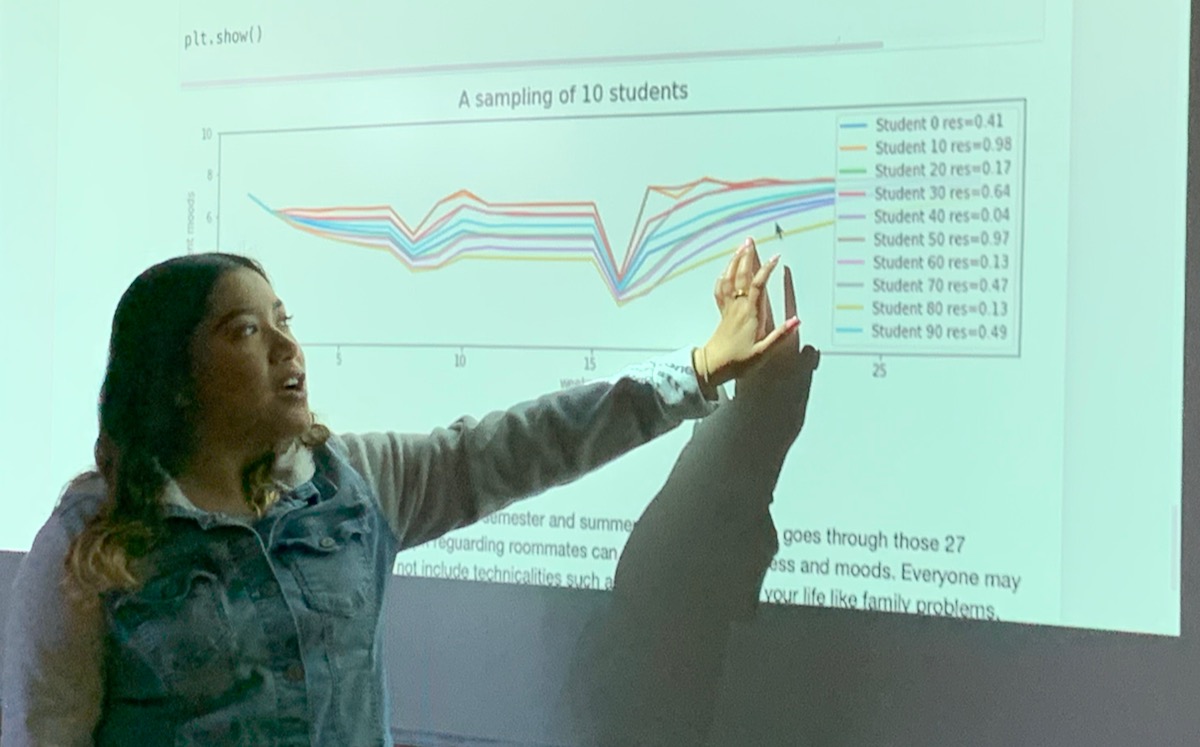 plt.show()
A sampling of 10 students
10
8
6
nt moods
5
10
15
25
Student 0 res=0.41
Student 10 res=0.98
Student 20 res=0.17
Student 30 res=0.64
Student 40 res=0.04
Student 50 res=0.97
Student 60 res=0.13
Student 70 res=0.47
Student 80 res=0.13
Student 90 res=0.49
semester and summe goes through those 27
reguarding roommates can ess and moods. Everyone may
not include technicalities such a your life like family problems,